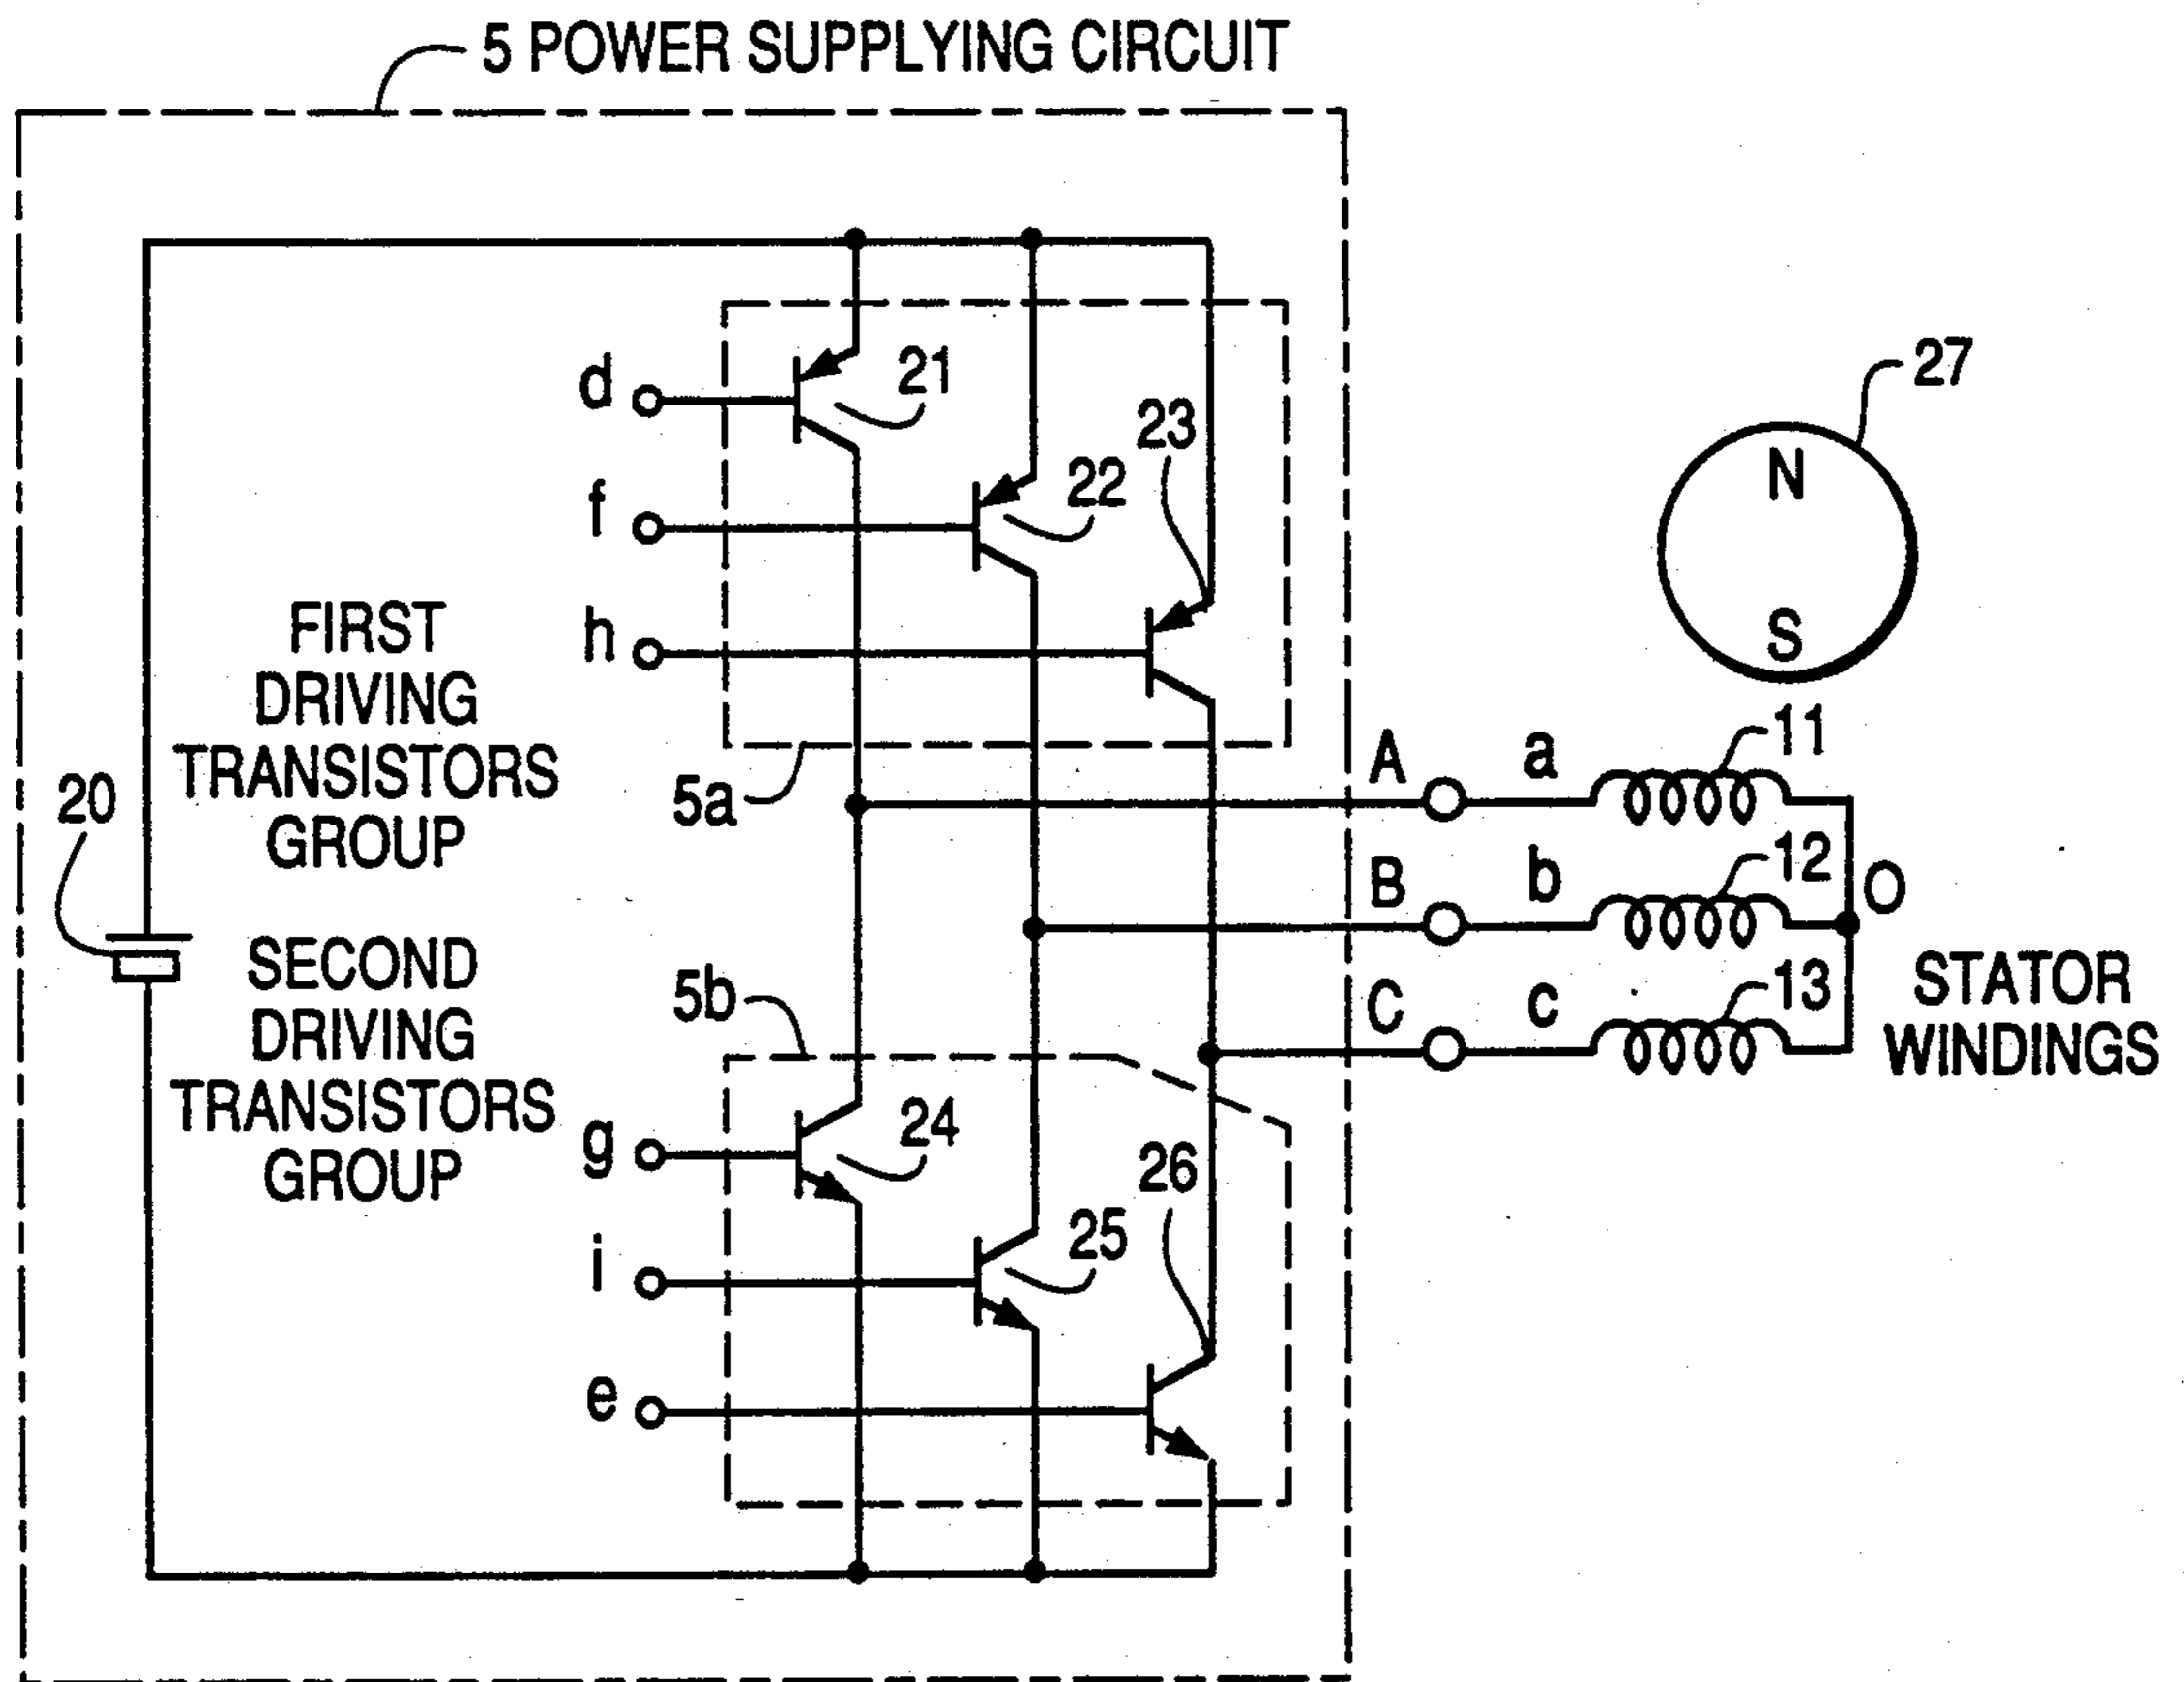 5 POWER SUPPLYING CIRCUIT
d
21
f
22
23
h
27
N
S
FIRST
DRIVING
TRANSISTORS
GROUP
5a
20
A
a
11
B
b
12
O
C
c
13
STATOR
WINDINGS
SECOND
DRIVING
TRANSISTORS
GROUP
5b
g
24
i
25
26
e